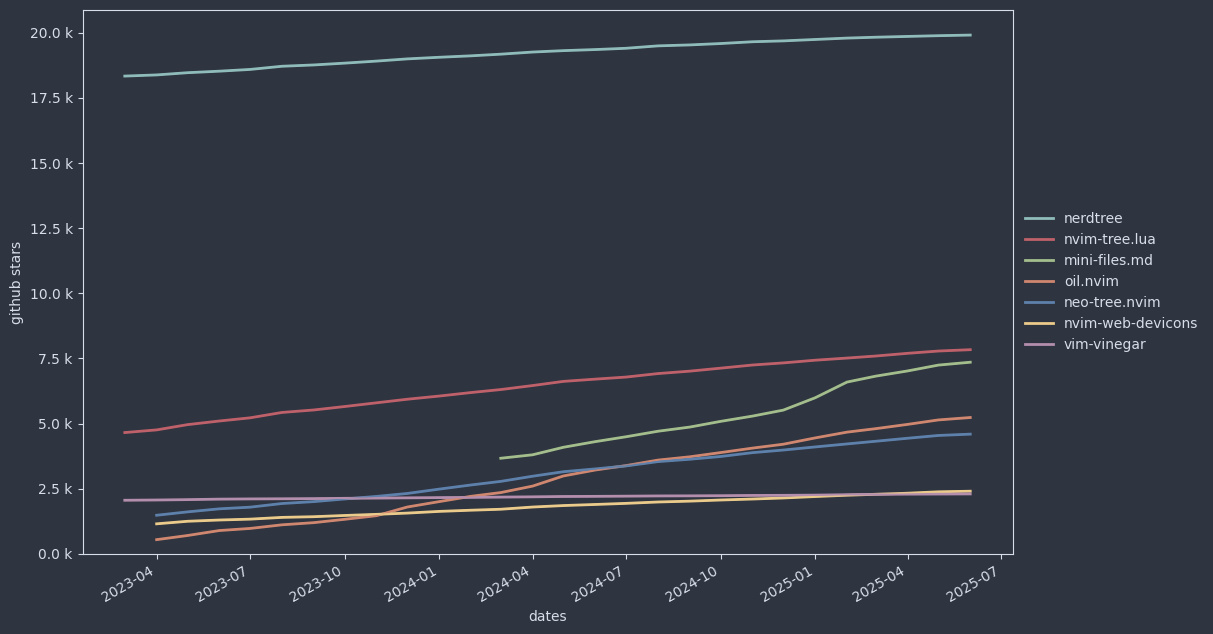 20.0 k
17.5 k
15.0 k
12.5 k
10.0 k
7.5 k
5.0 k
2.5 k
0.0 k
github stars
2023-04
2023-07
2023-10
2024-01
2024-04
2024-07
2024-10
2025-01
2025-04
2025-07
dates
nerdtree
nvim-tree.lua
mini-files.md
oil.nvim
neo-tree.nvim
nvim-web-devicons
vim-vinegar